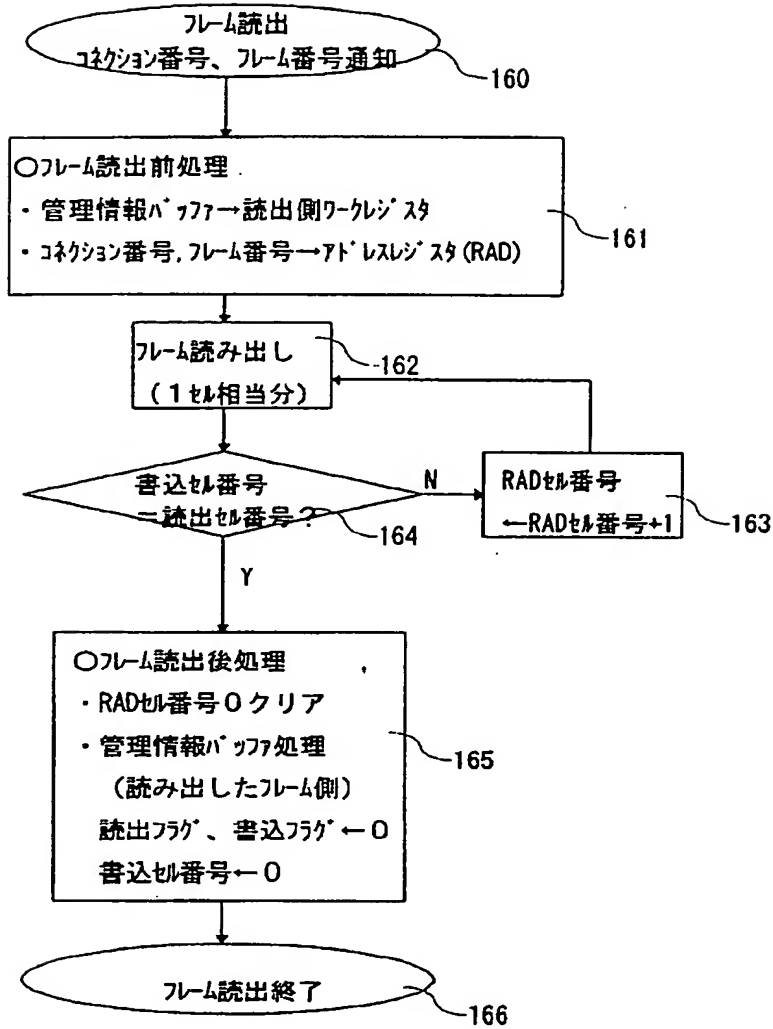 フレーム読出
コネクション番号、フレーム番号通知
160
○フレーム読出前処理
・管理情報バッファ→読出側ワークレジスタ
・コネクション番号,フレーム番号→アドレスレジスタ(RAD)
161
フレーム読み出し
(1セル相当分)
162
書込セル番号
=読出セル番号?
164
N
RADセル番号
←RADセル番号+1
163
Y
○フレーム読出後処理
・RADセル番号0クリア
・管理情報バッファ処理
(読み出したフレーム側)
読出フラグ、書込フラグ←0
書込セル番号←0
165
フレーム読出終了
166